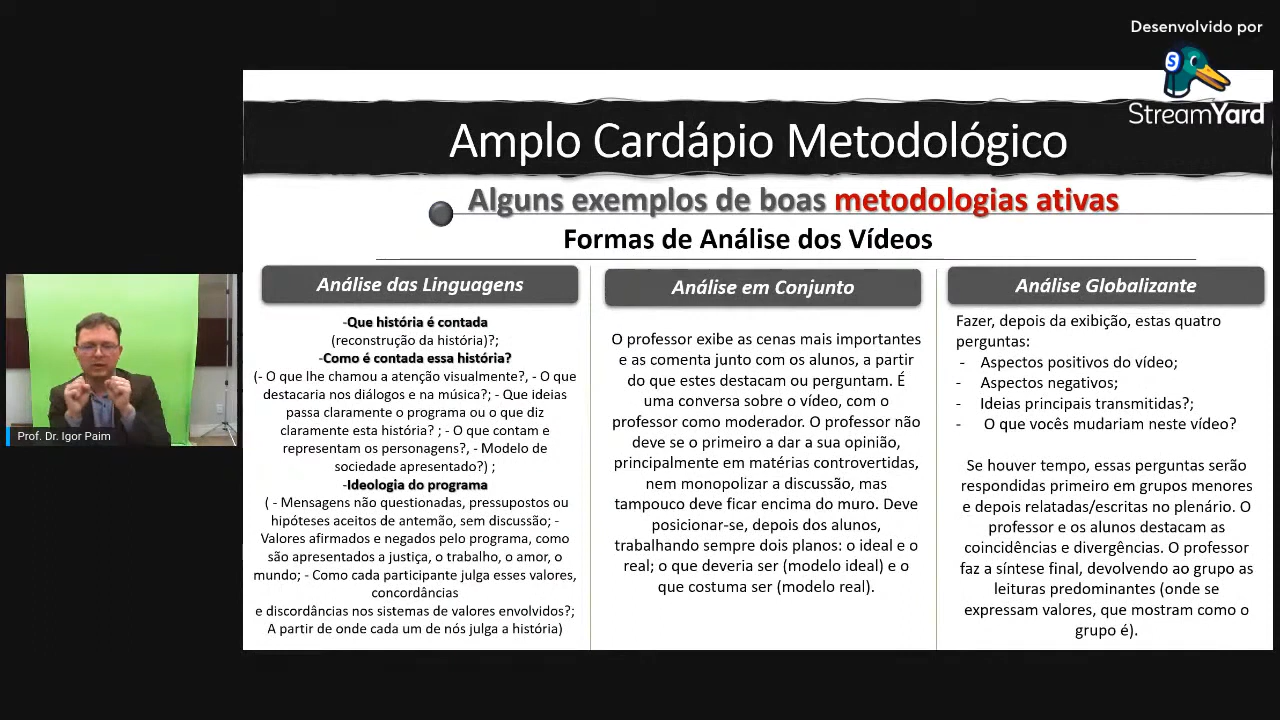 Desenvolvido por
StreamYard
Amplo Cardápio Metodológico
Alguns exemplos de boas metodologias ativas
Formas de Análise dos Vídeos
Análise das Linguagens
-Que história é contada
(reconstrução da história)?;
-Como é contada essa história?
(- O que lhe chamou a atenção visualmente?, - O que
destacaria nos diálogos e na música?; - Que ideias
passa claramente o programa ou o que diz
claramente esta história? ; - O que contam e
representam os personagens?, - Modelo de
sociedade apresentado?) ;
-Ideologia do programa
( - Mensagens não questionadas, pressupostos ou
hipóteses aceitos de antemão, sem discussão; -
Valores afirmados e negados pelo programa, como
são apresentados a justiça, o trabalho, o amor, o
mundo; - Como cada participante julga esses valores,
concordâncias
e discordâncias nos sistemas de valores envolvidos?;
A partir de onde cada um de nós julga a história)
Análise em Conjunto
O professor exibe as cenas mais importantes
e as comenta junto com os alunos, a partir
do que estes destacam ou perguntam. É
uma conversa sobre o vídeo, com o
professor como moderador. O professor não
deve se o primeiro a dar a sua opinião,
principalmente em matérias controvertidas,
nem monopolizar a discussão, mas
tampouco deve ficar encima do muro. Deve
posicionar-se, depois dos alunos,
trabalhando sempre dois planos: o ideal e o
real; o que deveria ser (modelo ideal) e o
que costuma ser (modelo real).
Análise Globalizante
Fazer, depois da exibição, estas quatro
perguntas:
- Aspectos positivos do vídeo;
- Aspectos negativos;
- Ideias principais transmitidas?;
- O que vocês mudariam neste vídeo?
Se houver tempo, essas perguntas serão
respondidas primeiro em grupos menores
e depois relatadas/escritas no plenário. O
professor e os alunos destacam as
coincidências e divergências. O professor
faz a síntese final, devolvendo ao grupo as
leituras predominantes (onde se
expressam valores, que mostram como o
grupo é).
Prof. Dr. Igor Paim